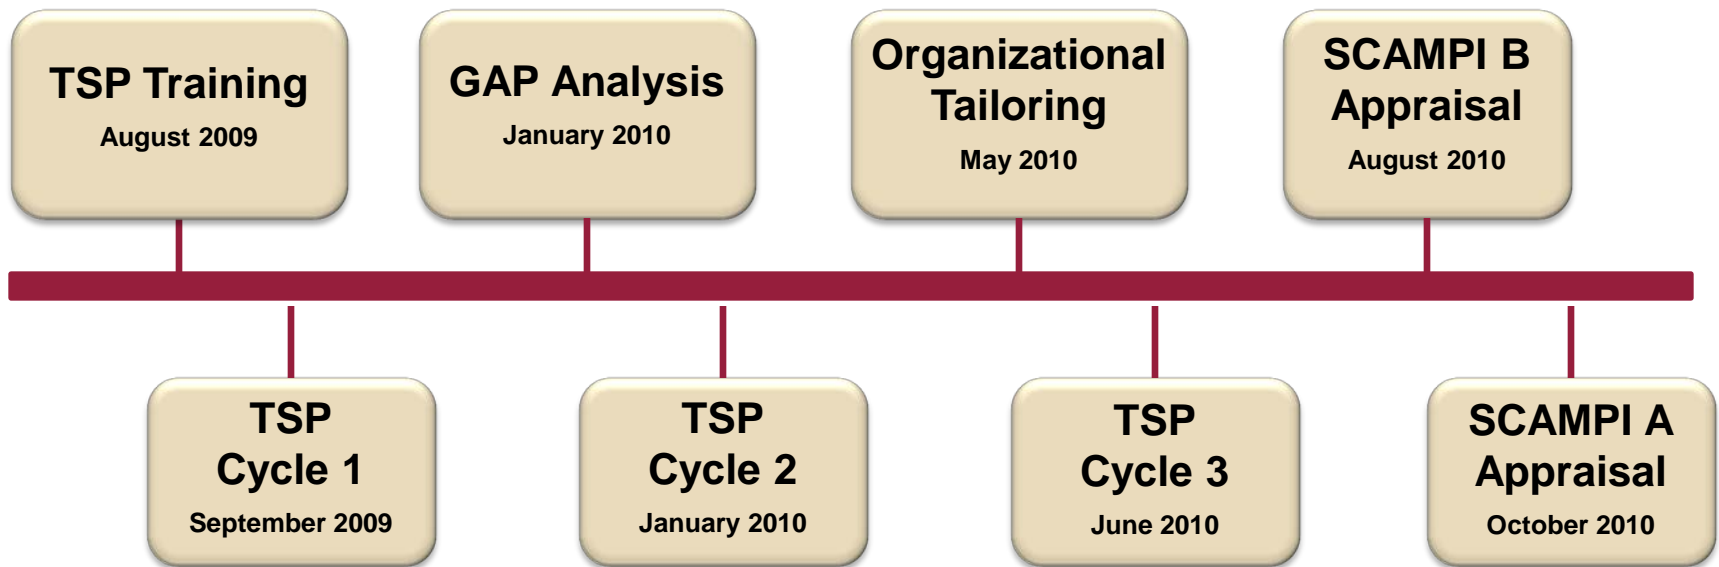 TSP Training
August 2009
GAP Analysis
January 2010
Organizational
Tailoring
May 2010
SCAMPI B
Appraisal
August 2010
TSP
Cycle 1
September 2009
TSP
Cycle 2
January 2010
TSP
Cycle 3
June 2010
SCAMPI A
Appraisal
October 2010